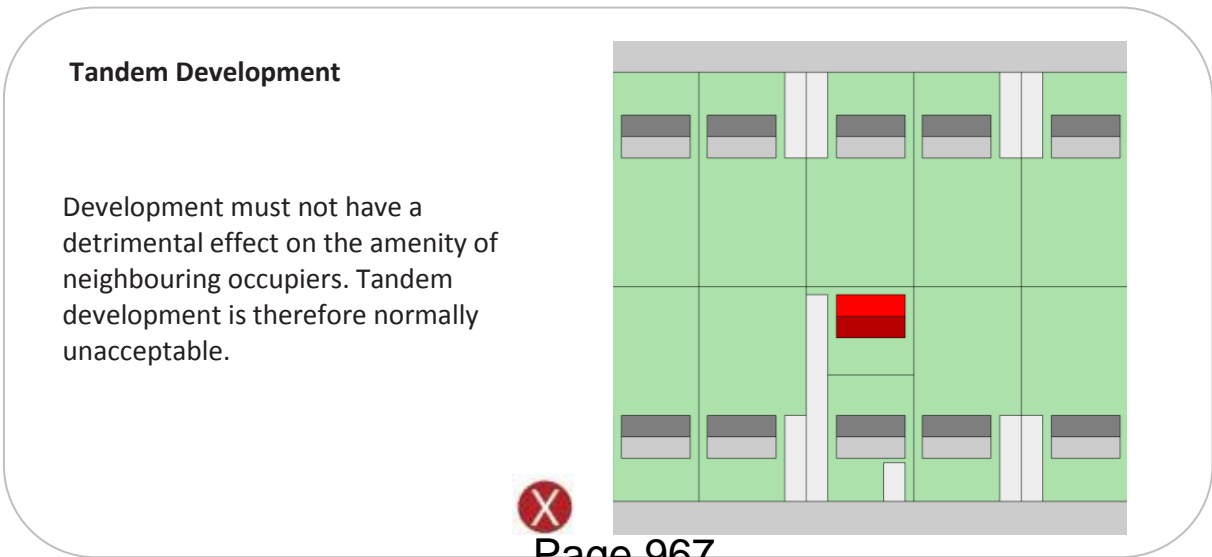 Tandem Development
Development must not have a
detrimental effect on the amenity of
neighbouring occupiers. Tandem
development is therefore normally
unacceptable.
X
Page 967